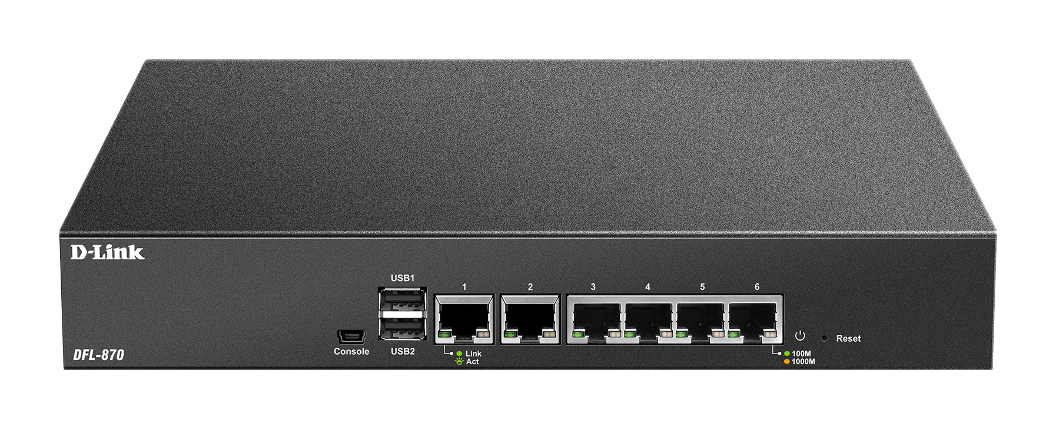 D-Link
USB1
1
2
3
4
5
6
Console
USB2
Link
Act
100M
1000M
Reset
DFL-870